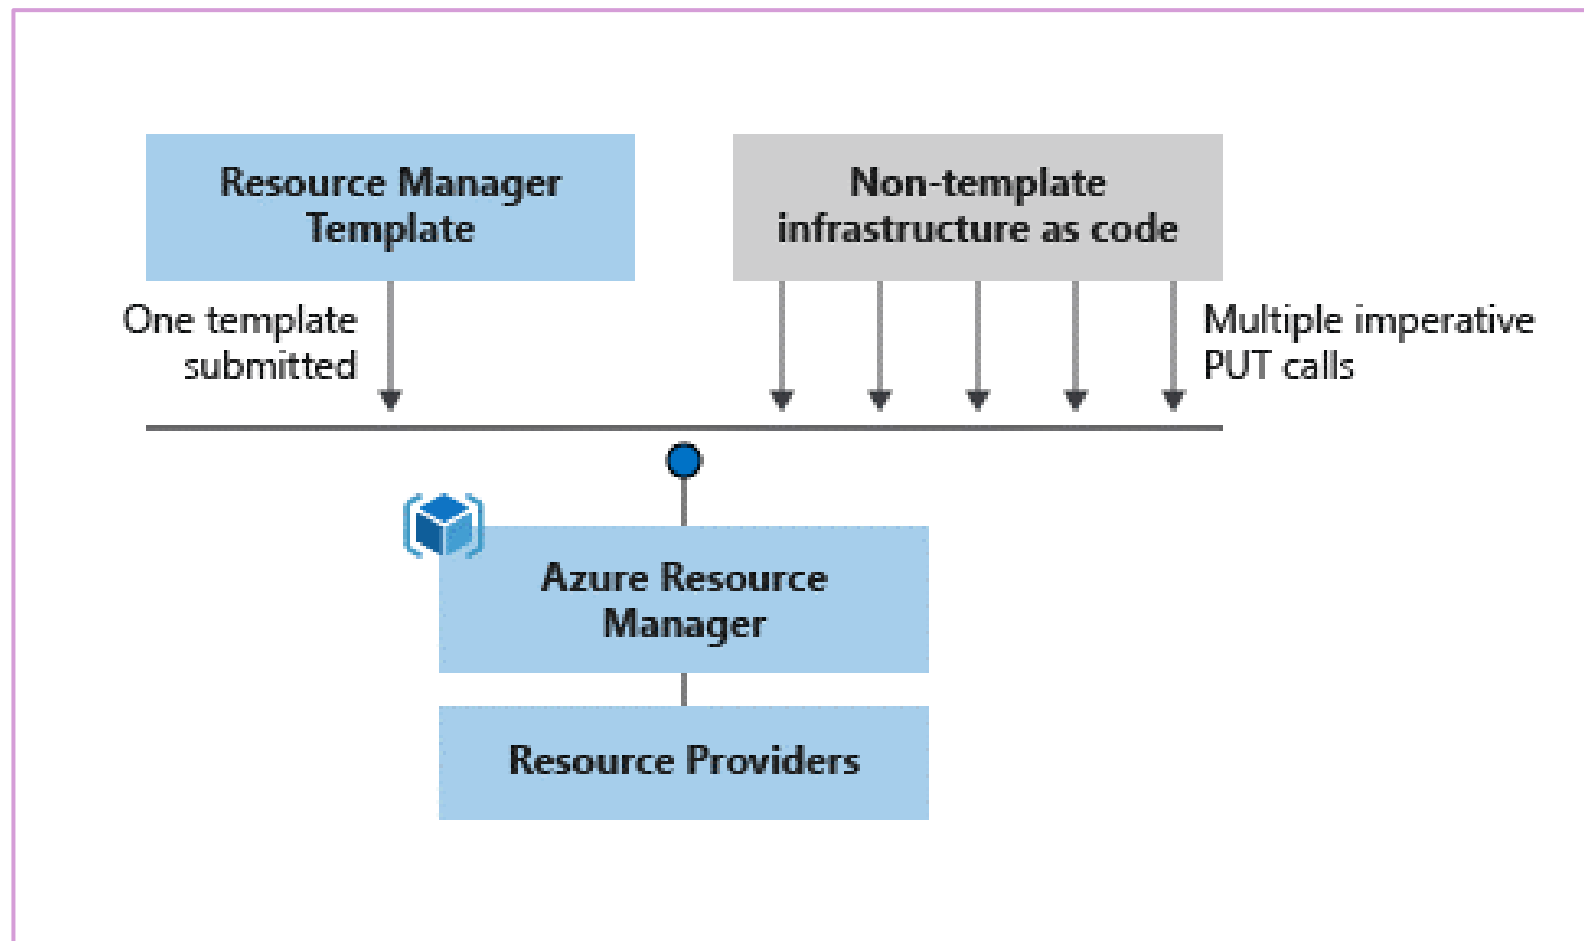 Resource Manager
Template
Non-template
infrastructure as code
One template
submitted
Multiple imperative
PUT calls
Azure Resource
Manager
Resource Providers